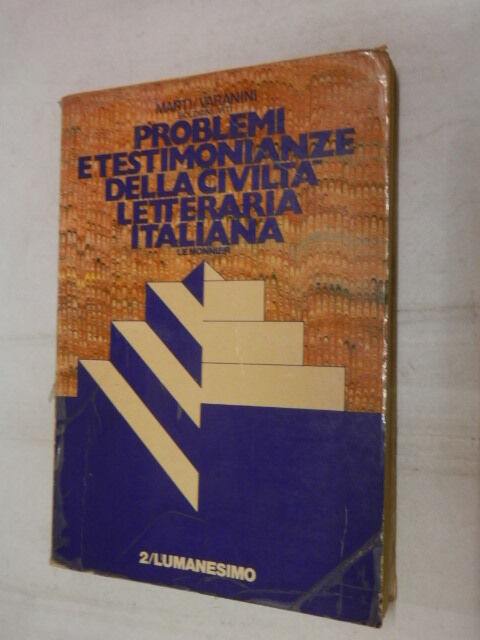 MARTI/VARANINI
PROBLEMI
E TESTIMONIANZE
DELLA CIVILTÀ
LETTERARIA
ITALIANA
LE MONNIER
2/L'UMANESIMO